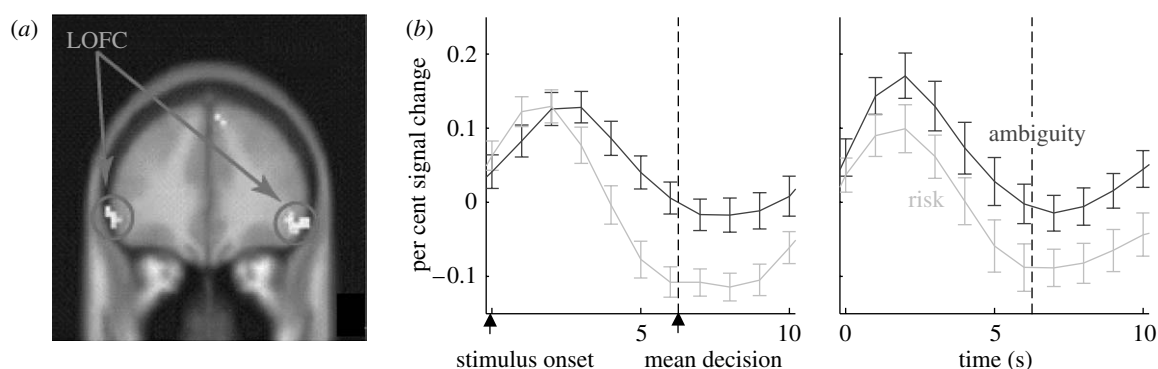 (a)
LOFC
(b)
per cent signal change
0.2
0.1
0
−0.1
ambiguity
risk
5
10
0
5
10
stimulus onset
mean decision
time (s)